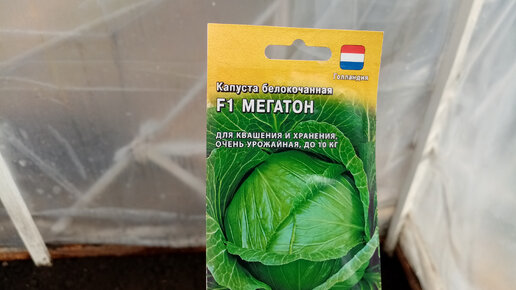 Голландия
Капуста белокочанная
F1 МЕГАТОН
ДЛЯ КВАШЕНИЯ И ХРАНЕНИЯ,
ОЧЕНЬ УРОЖАЙНАЯ, ДО 10 КГ